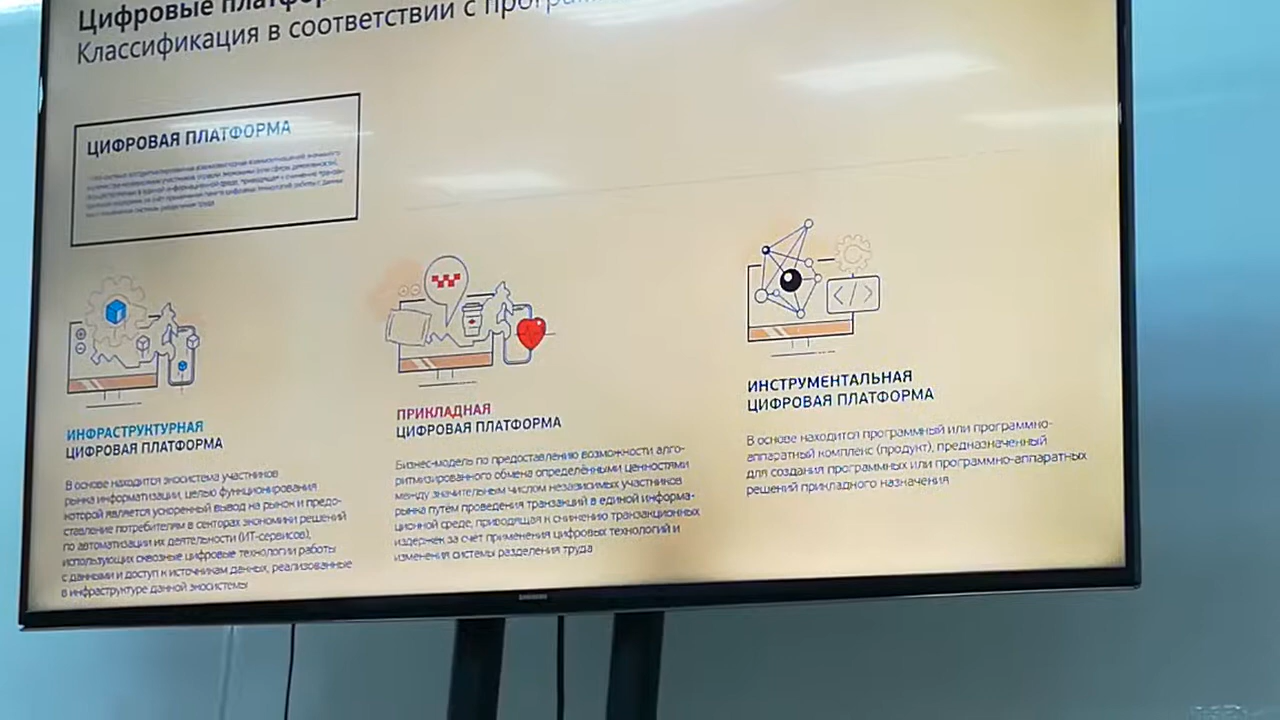 Цифровые платфор
Классификация в соответствии с програм
ЦИФРОВАЯ ПЛАТФОРМА
ИНФРАСТРУКТУРНАЯ
ЦИФРОВАЯ ПЛАТФОРМА
В основе находится экосистема участников
рынка информатизации, целью функционирования
которой является ускоренный вывод на рынок и предо-
ставление потребителям в секторах экономики решений
по автоматизации их деятельности (ИТ-сервисов),
использующих сквозные цифровые технологии работы
с данными и доступ к источникам данных, реализованные
в инфраструктуре данной экосистемы
ПРИКЛАДНАЯ
ЦИФРОВАЯ ПЛАТФОРМА
Бизнес-модель по предоставлению возможности алго-
ритмизированного обмена определёнными ценностями
между значительным числом независимых участников
рынка путём проведения транзакций в единой информа-
ционной среде, приводящая к снижению транзакционных
издержек за счёт применения цифровых технологий и
изменения системы разделения труда
</>
ИНСТРУМЕНТАЛЬНАЯ
ЦИФРОВАЯ ПЛАТФОРМА
В основе находится программный или программно-
аппаратный комплекс (продукт), предназначенный
для создания программных или программно-аппаратных
решений прикладного назначения
SAMSUNG